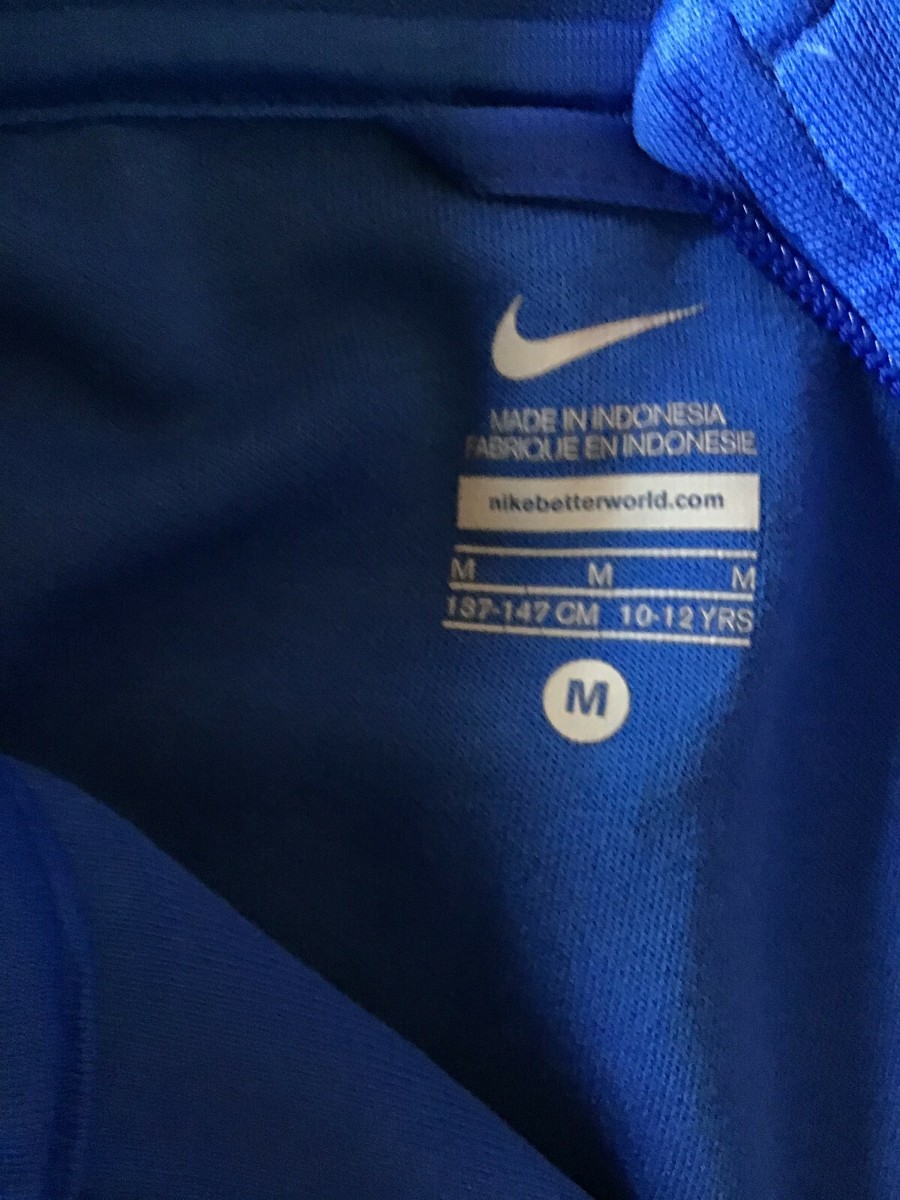 MADE IN INDONESIA
FABRIQUE EN INDONESIE
nikebetterworld.com
M M M
137-147 CM 10-12 YRS
M